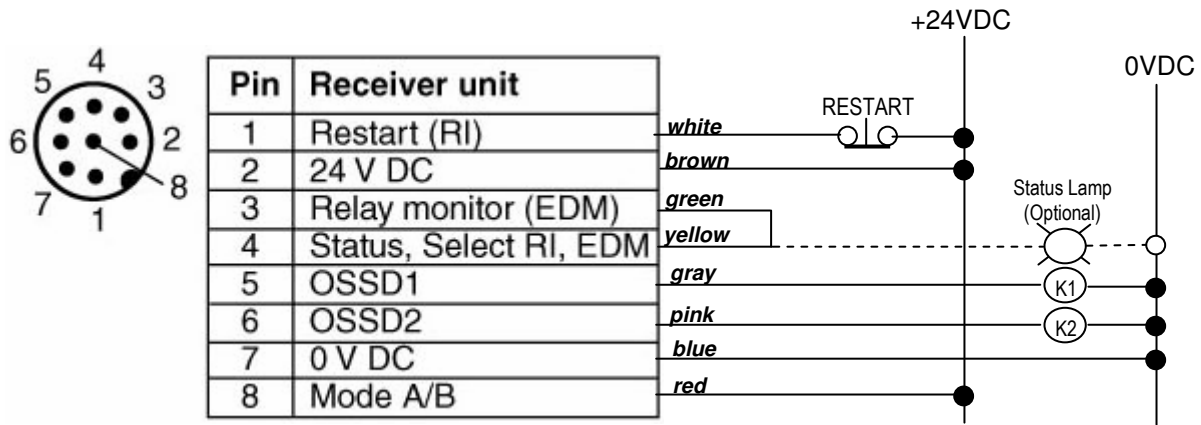 +24VDC
0VDC
4
5
3
6
2
7
8
1
Pin Receiver unit
1 Restart (RI) white
2 24 V DC brown
3 Relay monitor (EDM) green
4 Status, Select RI, EDM yellow
5 OSSD1 gray
6 OSSD2 pink
7 0 V DC blue
8 Mode A/B red
RESTART
Status Lamp
(Optional)
K1
K2